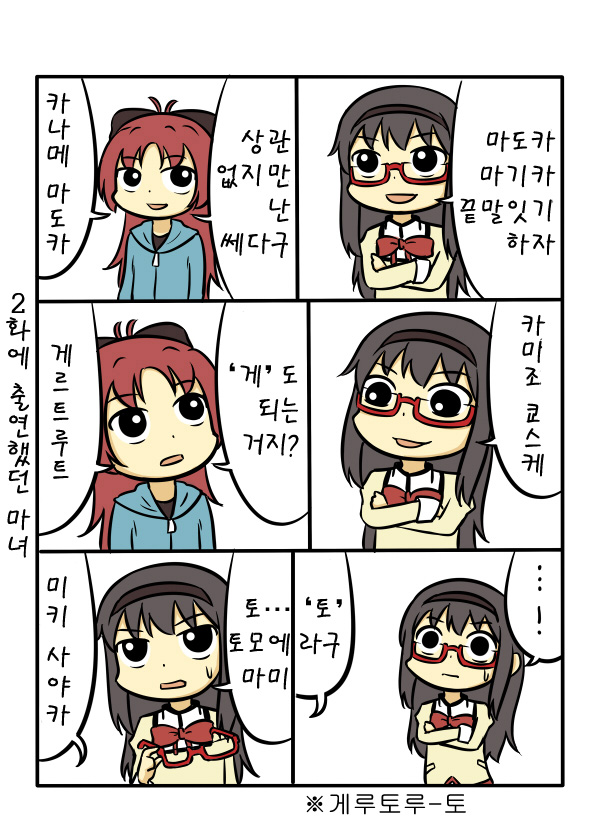 마도카
마기카
끝말잇기
하자
상관
없지만
난
쎄다구
카나메 마도카
카미조 쿄스케
'게'도
되는
거지?
게르트루트
2화에 출연했던 마녀
…!
'토'
라구
토…
토모에
마미
미키 사야카
※게루토루-토